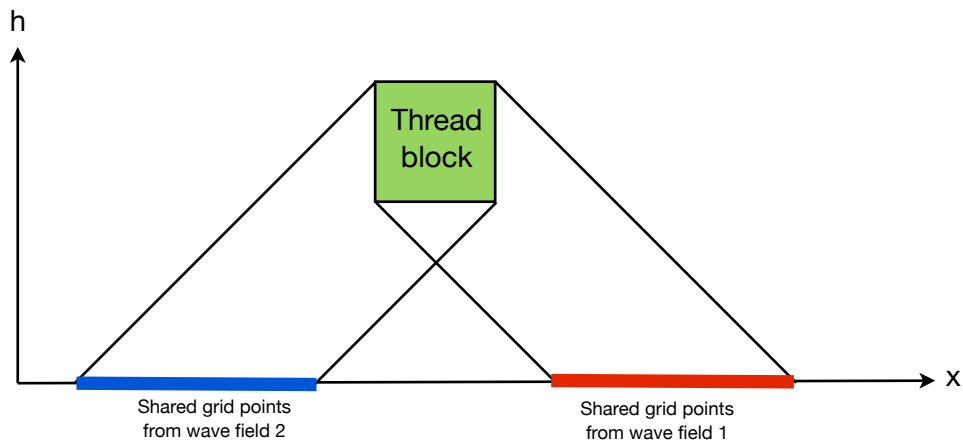 h
Thread
block
x
Shared grid points
from wave field 2
Shared grid points
from wave field 1